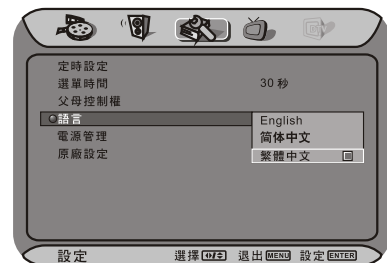 定時設定
選單時間 30 秒
父母控制權
語言 English
简体中文
電源管理
繁體中文
原廠設定
設定 選擇 退出 MENU 設定 ENTER